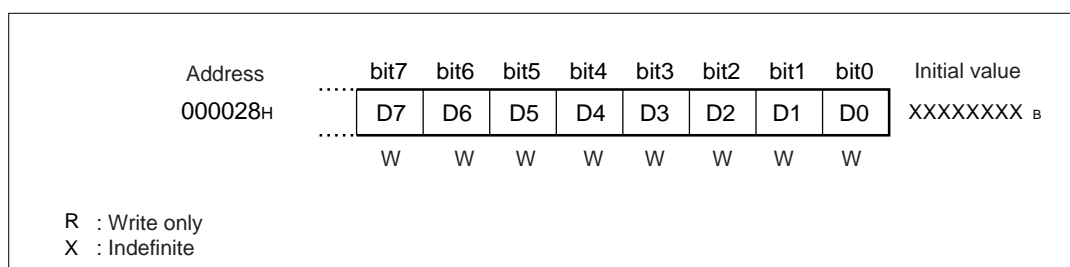 Address bit7 bit6 bit5 bit4 bit3 bit2 bit1 bit0 Initial value
000028H D7 D6 D5 D4 D3 D2 D1 D0 XXXXXXXX B
W W W W W W W W
R : Write only
X : Indefinite